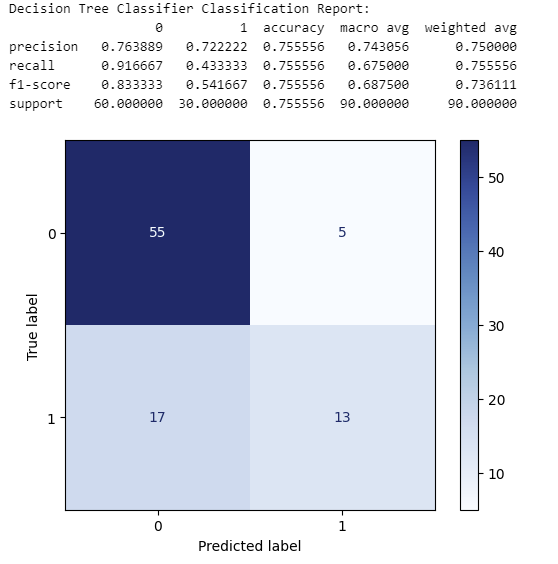 Decision Tree Classifier Classification Report:
0 1 accuracy macro avg weighted avg
precision 0.763889 0.722222 0.755556 0.743056 0.750000
recall 0.916667 0.433333 0.755556 0.675000 0.755556
f1-score 0.833333 0.541667 0.755556 0.687500 0.736111
support 60.000000 30.000000 0.755556 90.000000 90.000000
50
0 55 5
40
30
True label
20
1 17 13
10
0 1
Predicted label